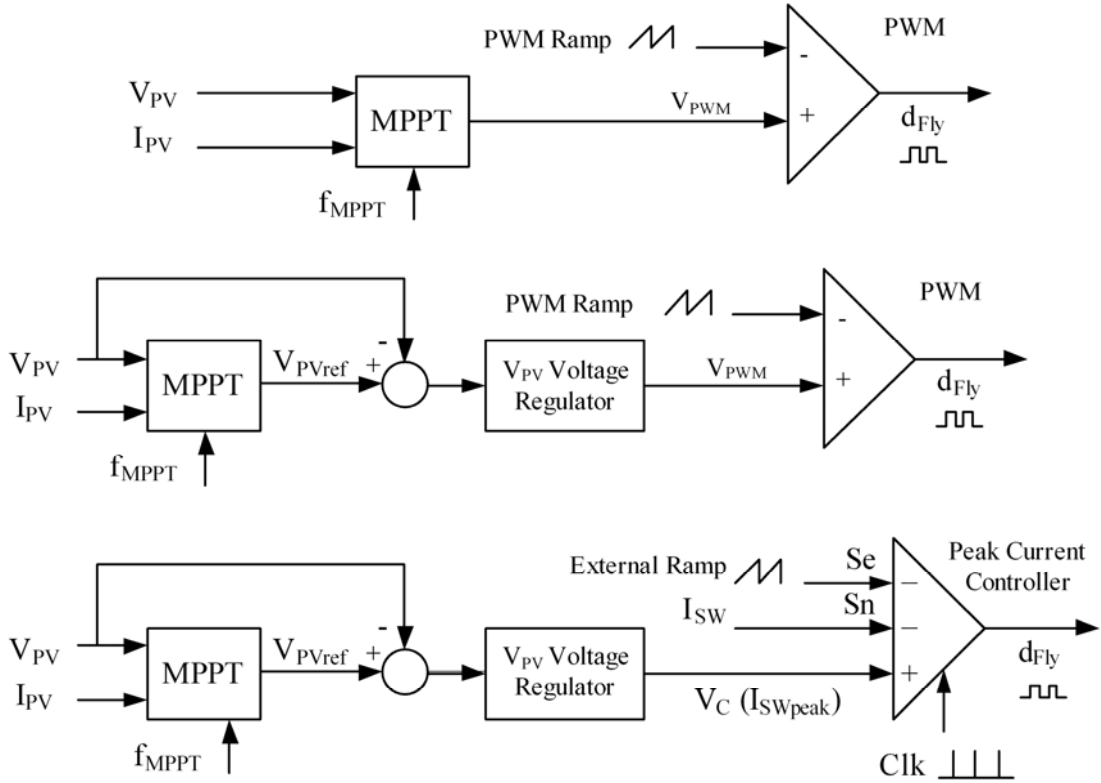 PWM Ramp
PWM
V_PV
I_PV
MPPT
V_PWM
-
+
d_Fly
f_MPPT
PWM Ramp
PWM
V_PV
I_PV
MPPT
V_PVref
-
+
V_PV Voltage
Regulator
V_PWM
-
+
d_Fly
f_MPPT
External Ramp
Se
Peak Current
Controller
I_SW
Sn
V_PV
I_PV
MPPT
V_PVref
-
+
V_PV Voltage
Regulator
V_C (I_SWpeak)
−
−
+
d_Fly
f_MPPT
Clk